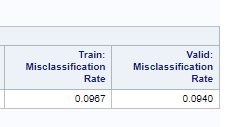 Train: Valid:
Misclassification Misclassification
Rate Rate
0.0967 0.0940